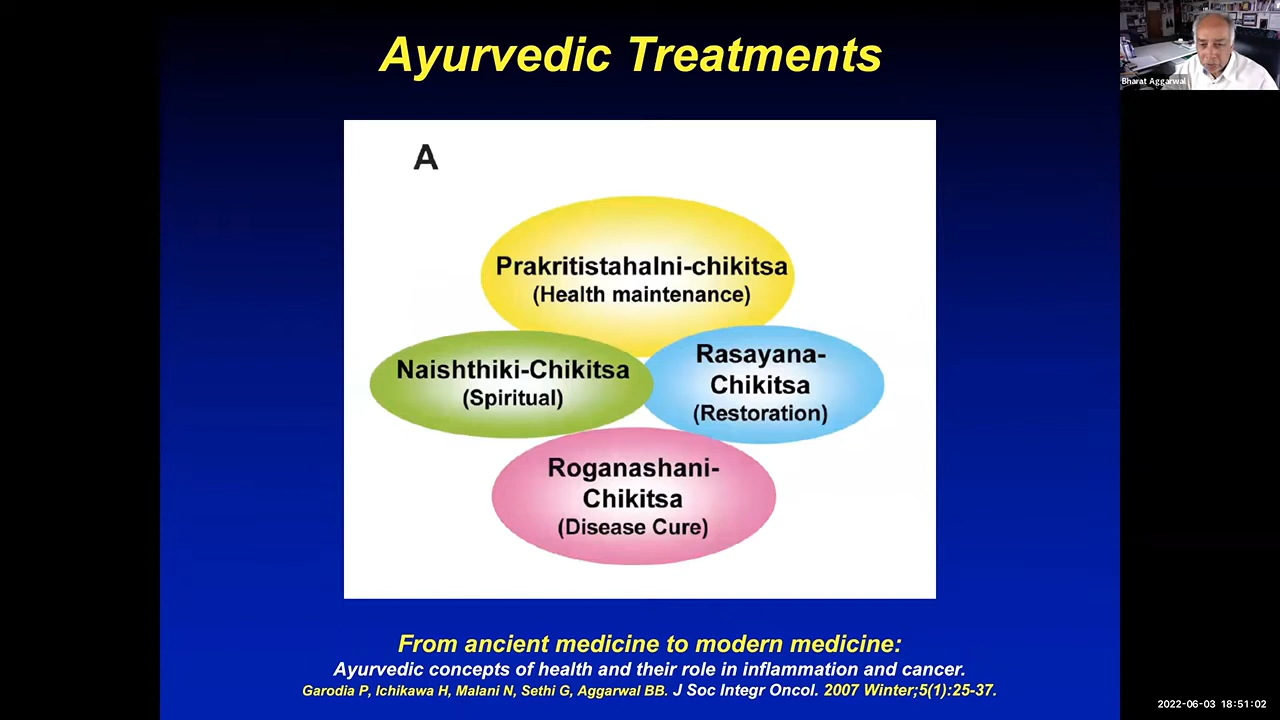 Ayurvedic Treatments
Bharat Aggarwal
A
Prakritistahalni-chikitsa
(Health maintenance)
Naishthiki-Chikitsa
(Spiritual)
Rasayana-
Chikitsa
(Restoration)
Roganashani-
Chikitsa
(Disease Cure)
From ancient medicine to modern medicine:
Ayurvedic concepts of health and their role in inflammation and cancer.
Garodia P, Ichikawa H, Malani N, Sethi G, Aggarwal BB. J Soc Integr Oncol. 2007 Winter;5(1):25-37.
2022-06-03 18:51:02